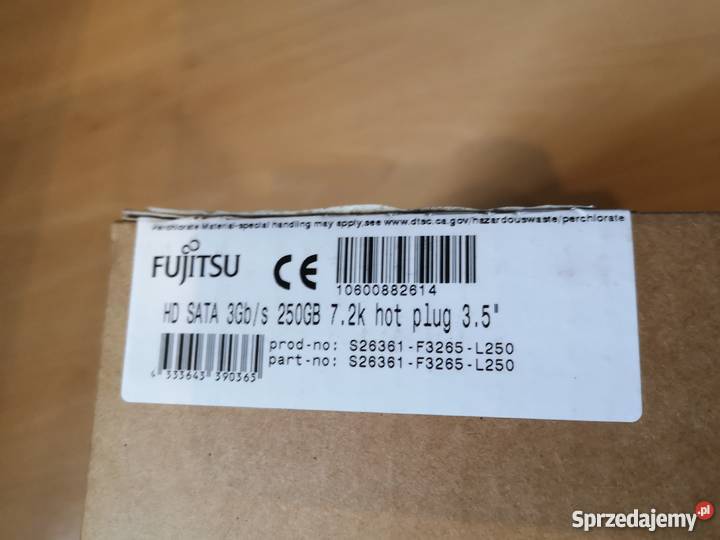 Perchlorate Material-special handling may apply,see www.dtsc.ca.gov/hazardouswaste/perchlorate
FUJITSU
CE
10600882614
HD SATA 3Gb/s 250GB 7.2k hot plug 3.5"
prod-no: S26361-F3265-L250
part-no: S26361-F3265-L250
4 333643 390365
Sprzedajemy.pl